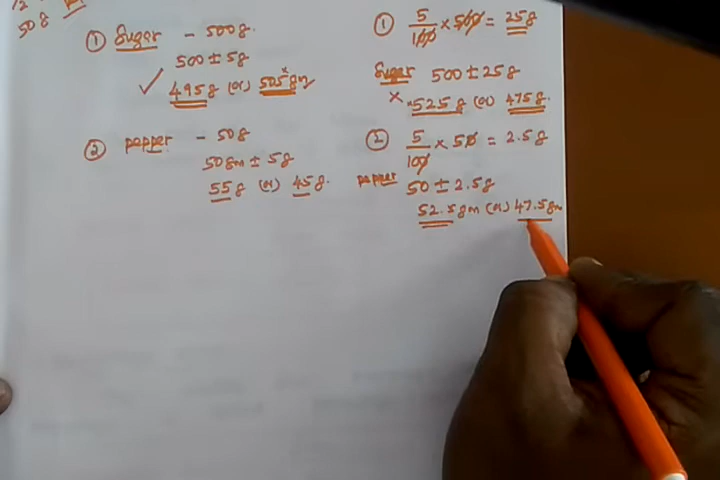 50g
① Sugar - 500g.
500 ± 5g
✓ 495g (or) 505gm
② pepper - 50g
50gm ± 5g
55g (or) 45g.
① 5/100 × 500 = 25g
Sugar 500 ± 25g
× 525g (or) 475g.
② 5/100 × 50 = 2.5g
pepper 50 ± 2.5g
52.5gm (or) 47.5gm